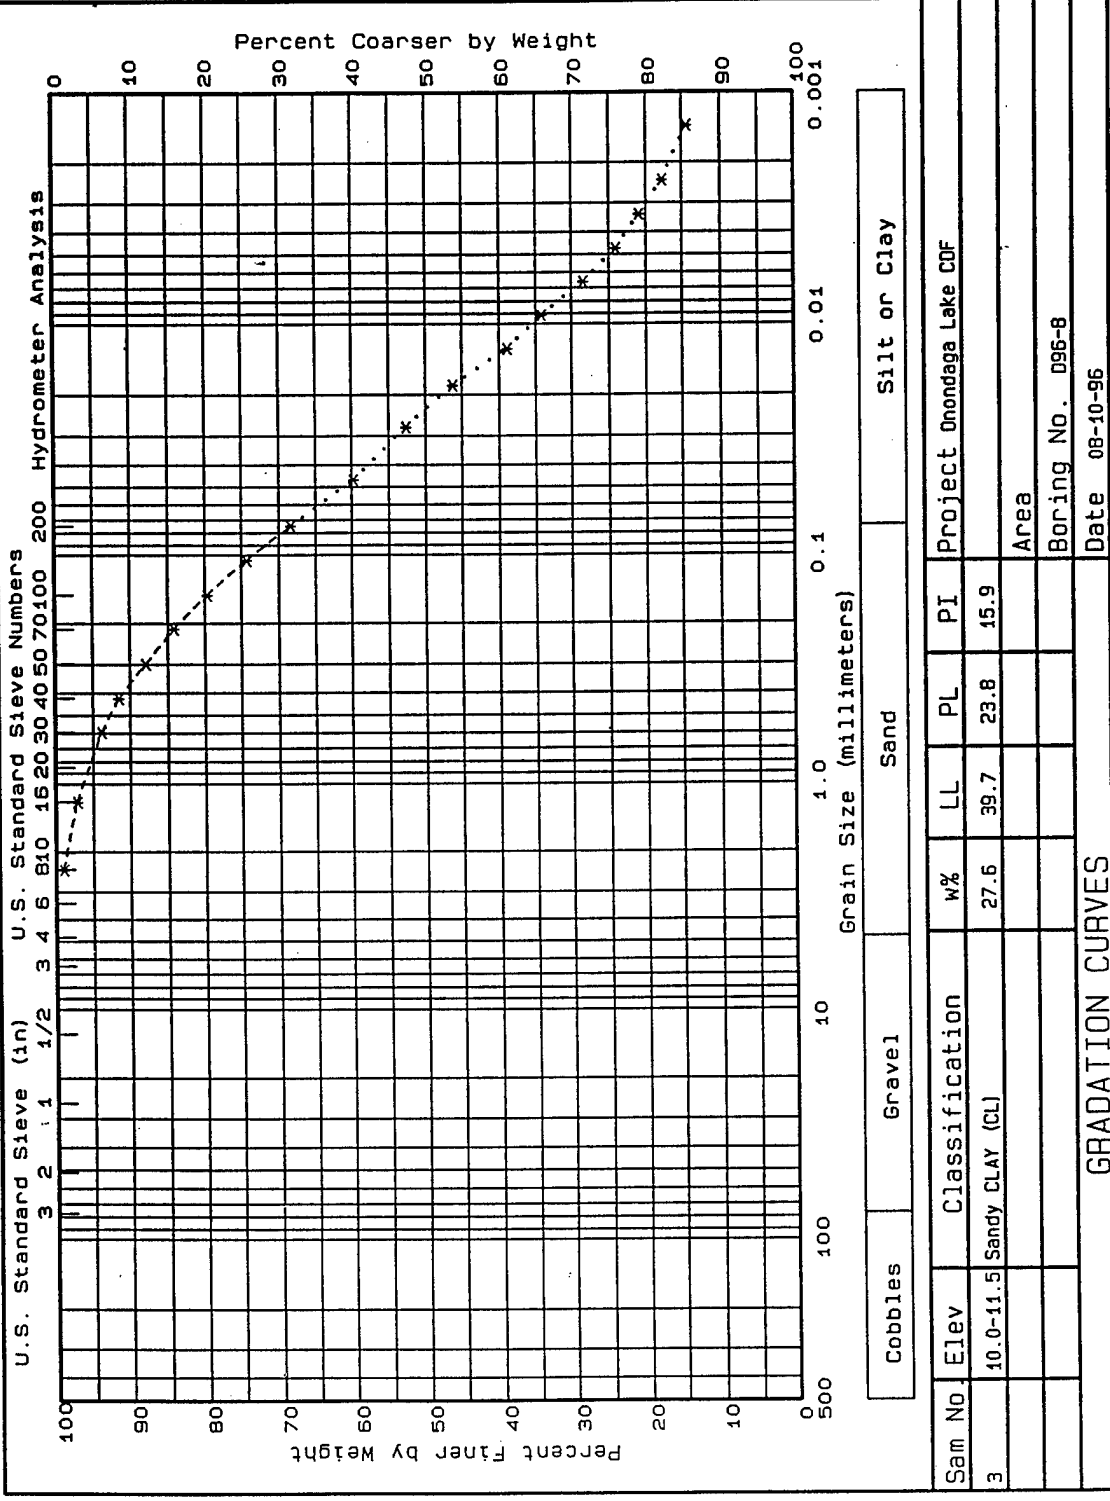 U.S. Standard Sieve (in) U.S. Standard Sieve Numbers Hydrometer Analysis
3 2 1 1/2 3 4 6 8 10 16 20 30 40 50 70 100 200
Percent Finer by Weight
100
90
80
70
60
50
40
30
20
10
0
Percent Coarser by Weight
0
10
20
30
40
50
60
70
80
90
100
500 100 10 1.0 0.1 0.01 0.001
Grain Size (millimeters)
Cobbles Gravel Sand Silt or Clay
Sam No. Elev Classification W% LL PL PI Project Onondaga Lake CDF
3 10.0-11.5 Sandy CLAY (CL) 27.6 39.7 23.8 15.9
Area
Boring No. D96-8
GRADATION CURVES Date 08-10-96